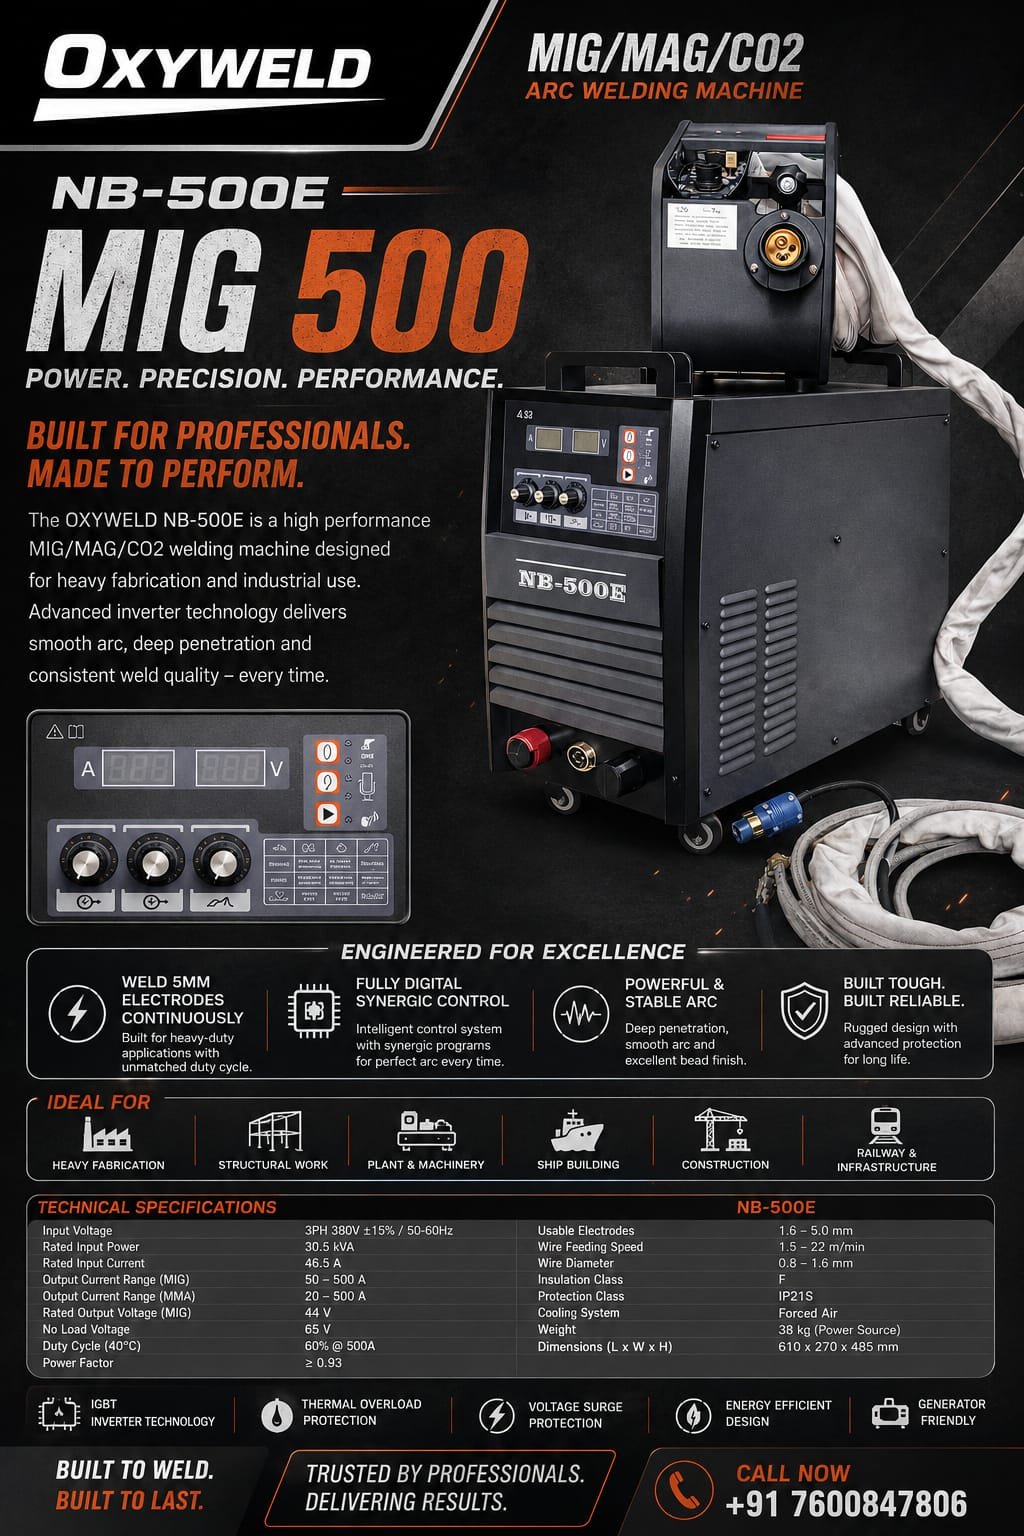 OXYWELD
MIG/MAG/CO2
ARC WELDING MACHINE
NB-500E
MIG 500
POWER. PRECISION. PERFORMANCE.
BUILT FOR PROFESSIONALS.
MADE TO PERFORM.
The OXYWELD NB-500E is a high performance
MIG/MAG/CO2 welding machine designed
for heavy fabrication and industrial use.
Advanced inverter technology delivers
smooth arc, deep penetration and
consistent weld quality – every time.
A V
NB-500E
A V
ENGINEERED FOR EXCELLENCE
WELD 5MM
ELECTRODES
CONTINUOUSLY
Built for heavy-duty
applications with
unmatched duty cycle.
FULLY DIGITAL
SYNERGIC CONTROL
Intelligent control system
with synergic programs
for perfect arc every time.
POWERFUL &
STABLE ARC
Deep penetration,
smooth arc and
excellent bead finish.
BUILT TOUGH.
BUILT RELIABLE.
Rugged design with
advanced protection
for long life.
IDEAL FOR
HEAVY FABRICATION
STRUCTURAL WORK
PLANT & MACHINERY
SHIP BUILDING
CONSTRUCTION
RAILWAY &
INFRASTRUCTURE
TECHNICAL SPECIFICATIONS NB-500E
Input Voltage 3PH 380V ±15% / 50-60Hz
Rated Input Power 30.5 kVA
Rated Input Current 46.5 A
Output Current Range (MIG) 50 – 500 A
Output Current Range (MMA) 20 – 500 A
Rated Output Voltage (MIG) 44 V
No Load Voltage 65 V
Duty Cycle (40°C) 60% @ 500A
Power Factor ≥ 0.93
Usable Electrodes 1.6 – 5.0 mm
Wire Feeding Speed 1.5 – 22 m/min
Wire Diameter 0.8 – 1.6 mm
Insulation Class F
Protection Class IP21S
Cooling System Forced Air
Weight 38 kg (Power Source)
Dimensions (L x W x H) 610 x 270 x 485 mm
IGBT
INVERTER TECHNOLOGY
THERMAL OVERLOAD
PROTECTION
VOLTAGE SURGE
PROTECTION
ENERGY EFFICIENT
DESIGN
GENERATOR
FRIENDLY
BUILT TO WELD.
BUILT TO LAST.
TRUSTED BY PROFESSIONALS.
DELIVERING RESULTS.
CALL NOW
+91 7600847806